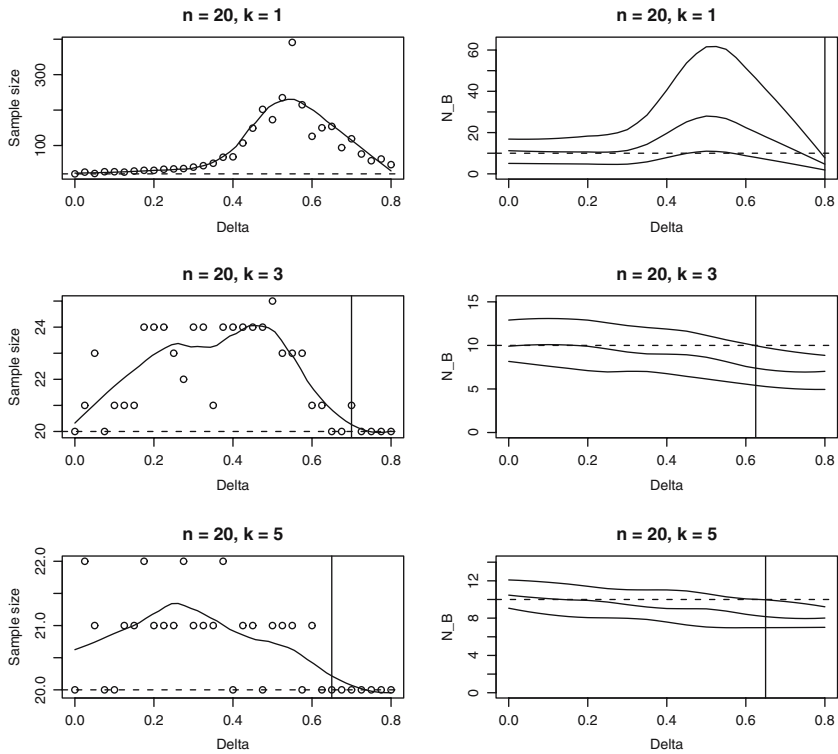 n = 20, k = 1
Sample size
100
300
0.0 0.2 0.4 0.6 0.8
Delta
n = 20, k = 1
N_B
0
20
40
60
0.0 0.2 0.4 0.6 0.8
Delta
n = 20, k = 3
Sample size
20
22
24
0.0 0.2 0.4 0.6 0.8
Delta
n = 20, k = 3
N_B
0
5
10
15
0.0 0.2 0.4 0.6 0.8
Delta
n = 20, k = 5
Sample size
20.0
21.0
22.0
0.0 0.2 0.4 0.6 0.8
Delta
n = 20, k = 5
N_B
0
4
8
12
0.0 0.2 0.4 0.6 0.8
Delta